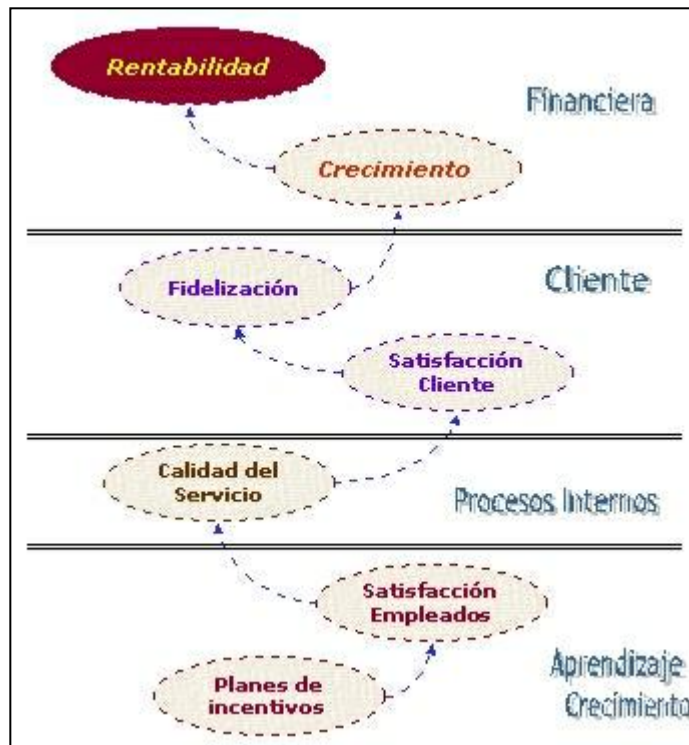 Rentabilidad
Financiera
Crecimiento
Cliente
Fidelización
Satisfacción
Cliente
Calidad del
Servicio
Procesos Internos
Satisfacción
Empleados
Planes de
incentivos
Aprendizaje
Crecimiento